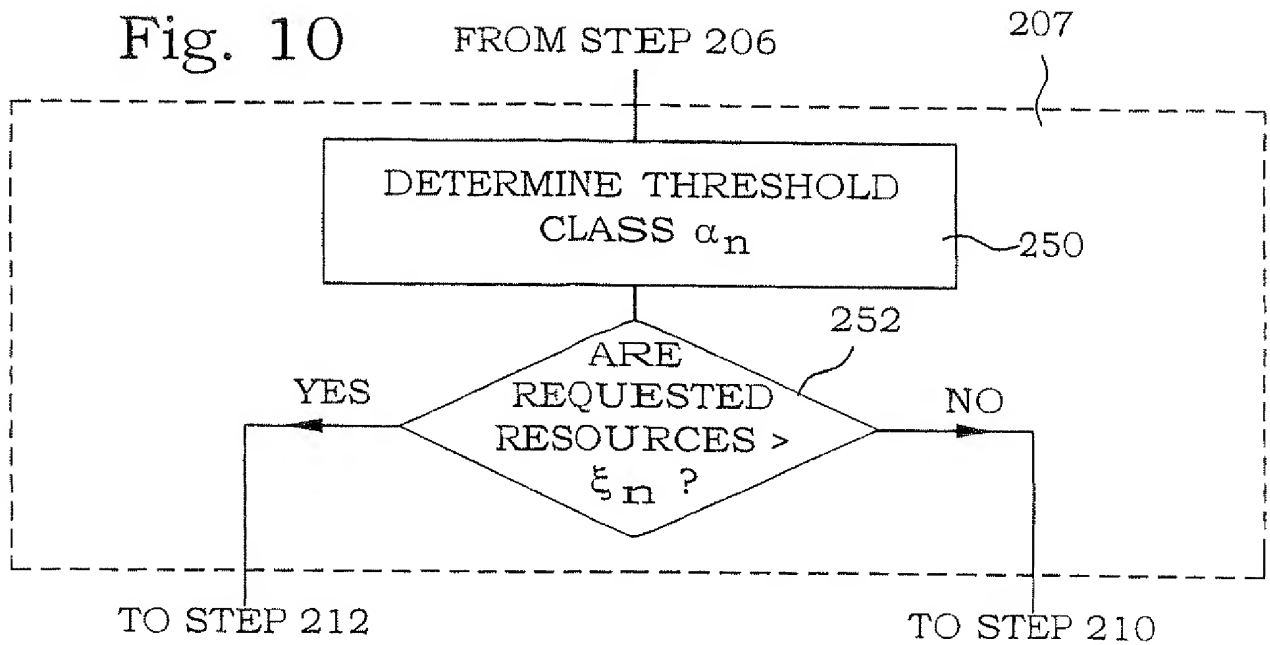 Fig. 10
FROM STEP 206
207
DETERMINE THRESHOLD
CLASS αn
250
252
ARE
REQUESTED
RESOURCES >
ξn ?
YES
NO
TO STEP 212
TO STEP 210